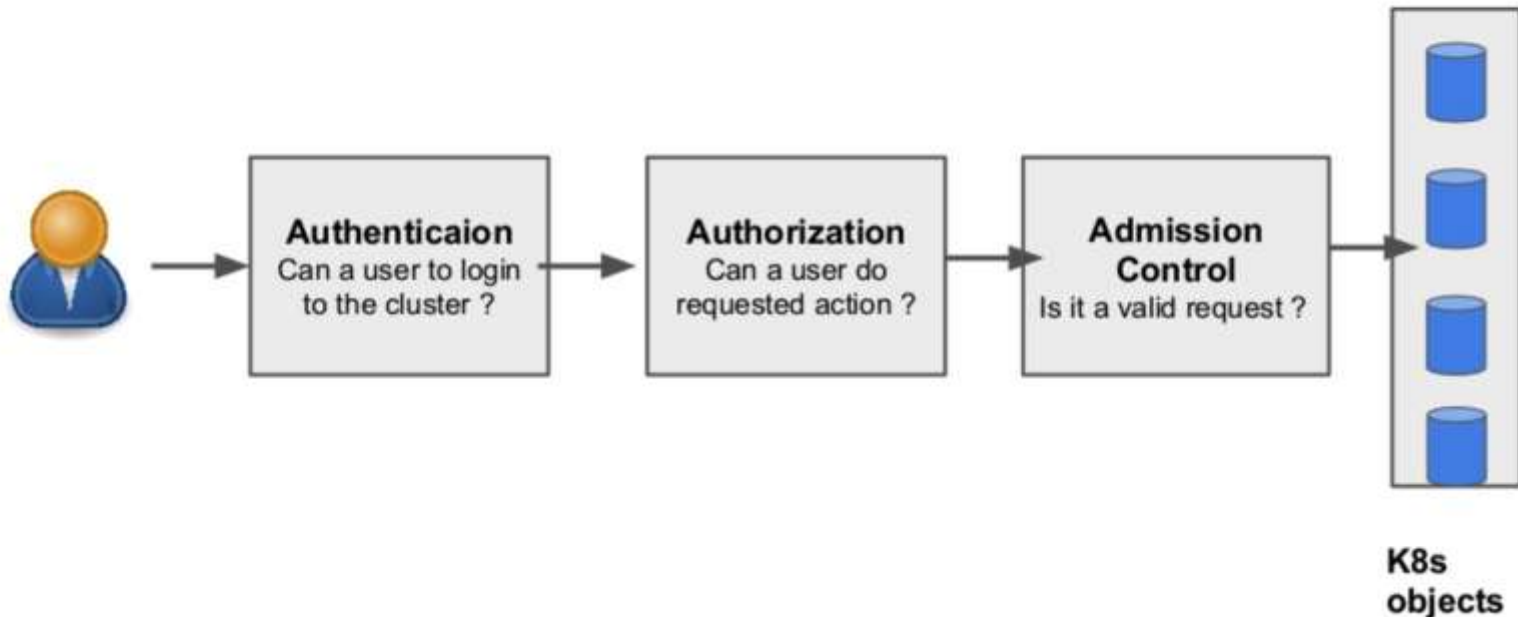 Authenticaion
Can a user to login
to the cluster ?
Authorization
Can a user do
requested action ?
Admission
Control
Is it a valid request ?
K8s
objects